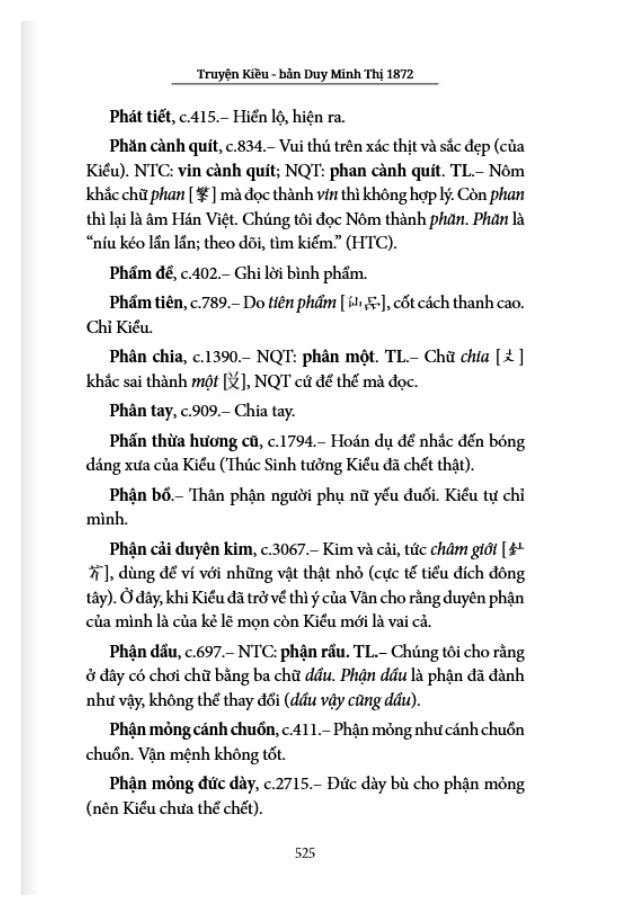 Truyện Kiều - bản Duy Minh Thị 1872
Phát tiết, c.415.– Hiển lộ, hiện ra.
Phăn cành quít, c.834.– Vui thú trên xác thịt và sắc đẹp (của
Kiều). NTC: vin cành quít; NQT: phan cành quít. TL.– Nôm
khắc chữ phan [攀] mà đọc thành vin thì không hợp lý. Còn phan
thì lại là âm Hán Việt. Chúng tôi đọc Nôm thành phăn. Phăn là
“níu kéo lần lần; theo dõi, tìm kiếm.” (HTC).
Phẩm đề, c.402.– Ghi lời bình phẩm.
Phẩm tiên, c.789.– Do tiên phẩm [仙品], cốt cách thanh cao.
Chỉ Kiều.
Phân chia, c.1390.– NQT: phân một. TL.– Chữ chia []
khắc sai thành một [], NQT cứ để thế mà đọc.
Phân tay, c.909.– Chia tay.
Phấn thừa hương cũ, c.1794.– Hoán dụ để nhắc đến bóng
dáng xưa của Kiều (Thúc Sinh tưởng Kiều đã chết thật).
Phận bồ.– Thân phận người phụ nữ yếu đuối. Kiều tự chỉ
mình.
Phận cải duyên kim, c.3067.– Kim và cải, tức châm giới [針
芥], dùng để ví với những vật thật nhỏ (cực tế tiểu đích đông
tây). Ở đây, khi Kiều đã trở về thì ý của Vân cho rằng duyên phận
của mình là của kẻ lẽ mọn còn Kiều mới là vai cả.
Phận dầu, c.697.– NTC: phận rầu. TL.– Chúng tôi cho rằng
ở đây có chơi chữ bằng ba chữ dầu. Phận dầu là phận đã đành
như vậy, không thể thay đổi (dầu vậy cũng dầu).
Phận mỏng cánh chuồn, c.411.– Phận mỏng như cánh chuồn
chuồn. Vận mệnh không tốt.
Phận mỏng đức dày, c.2715.– Đức dày bù cho phận mỏng
(nên Kiều chưa thể chết).
525